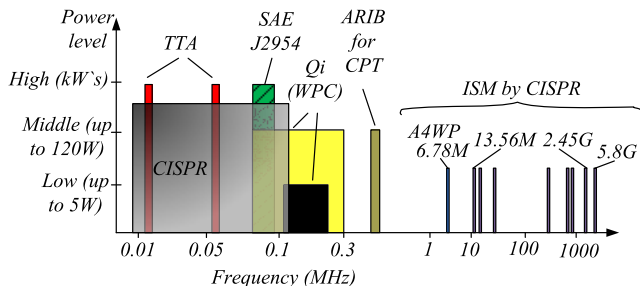 Power
level
High (kW`s)
Middle (up
to 120W)
Low (up
to 5W)
TTA
SAE
J2954
Qi
(WPC)
ARIB
for
CPT
ISM by CISPR
A4WP
6.78M
13.56M
2.45G
5.8G
CISPR
0.01
0.05
0.1
0.3
1
10
100
1000
Frequency (MHz)